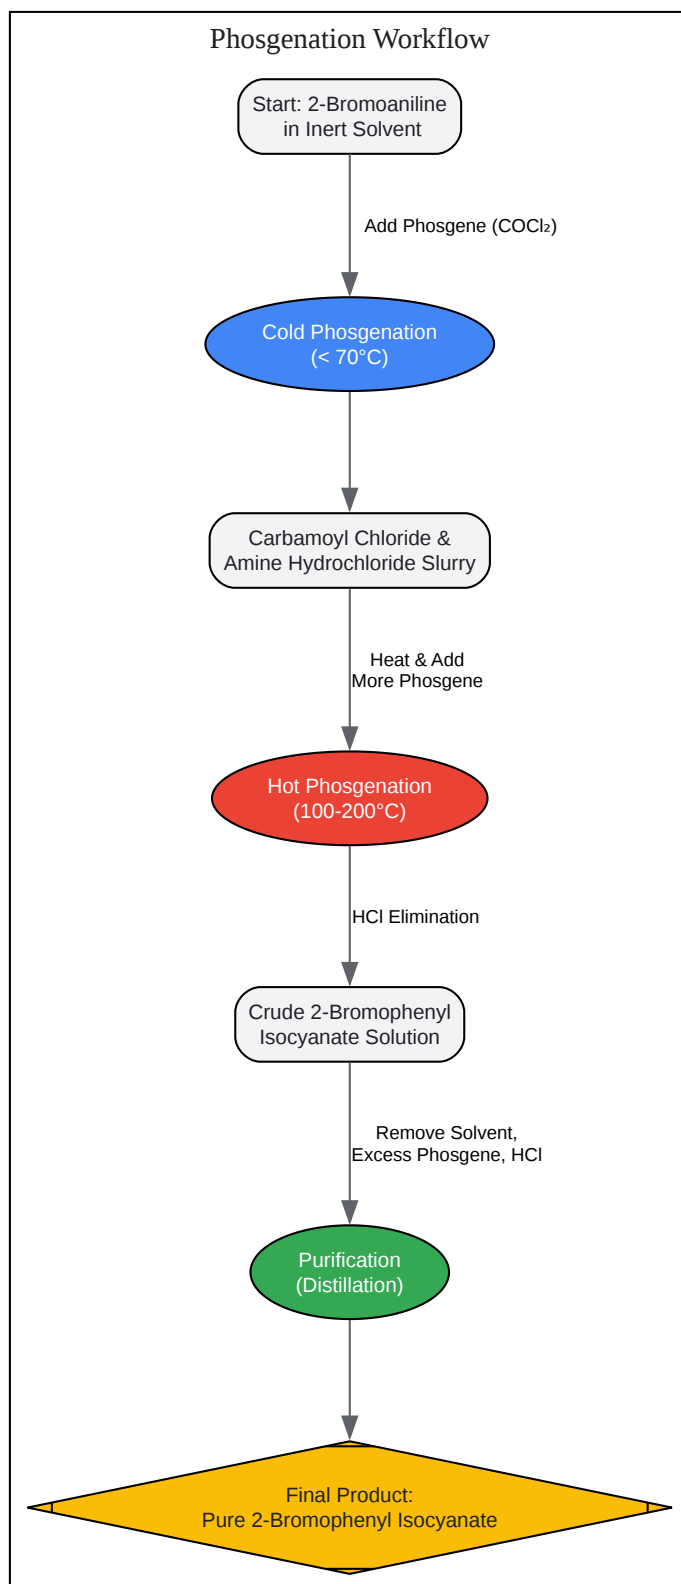 Phosgenation Workflow
Start: 2-Bromoaniline
in Inert Solvent
Add Phosgene (COCl₂)
Cold Phosgenation
(< 70°C)
Carbamoyl Chloride &
Amine Hydrochloride Slurry
Heat & Add
More Phosgene
Hot Phosgenation
(100-200°C)
HCl Elimination
Crude 2-Bromophenyl
Isocyanate Solution
Remove Solvent,
Excess Phosgene, HCl
Purification
(Distillation)
Final Product:
Pure 2-Bromophenyl Isocyanate